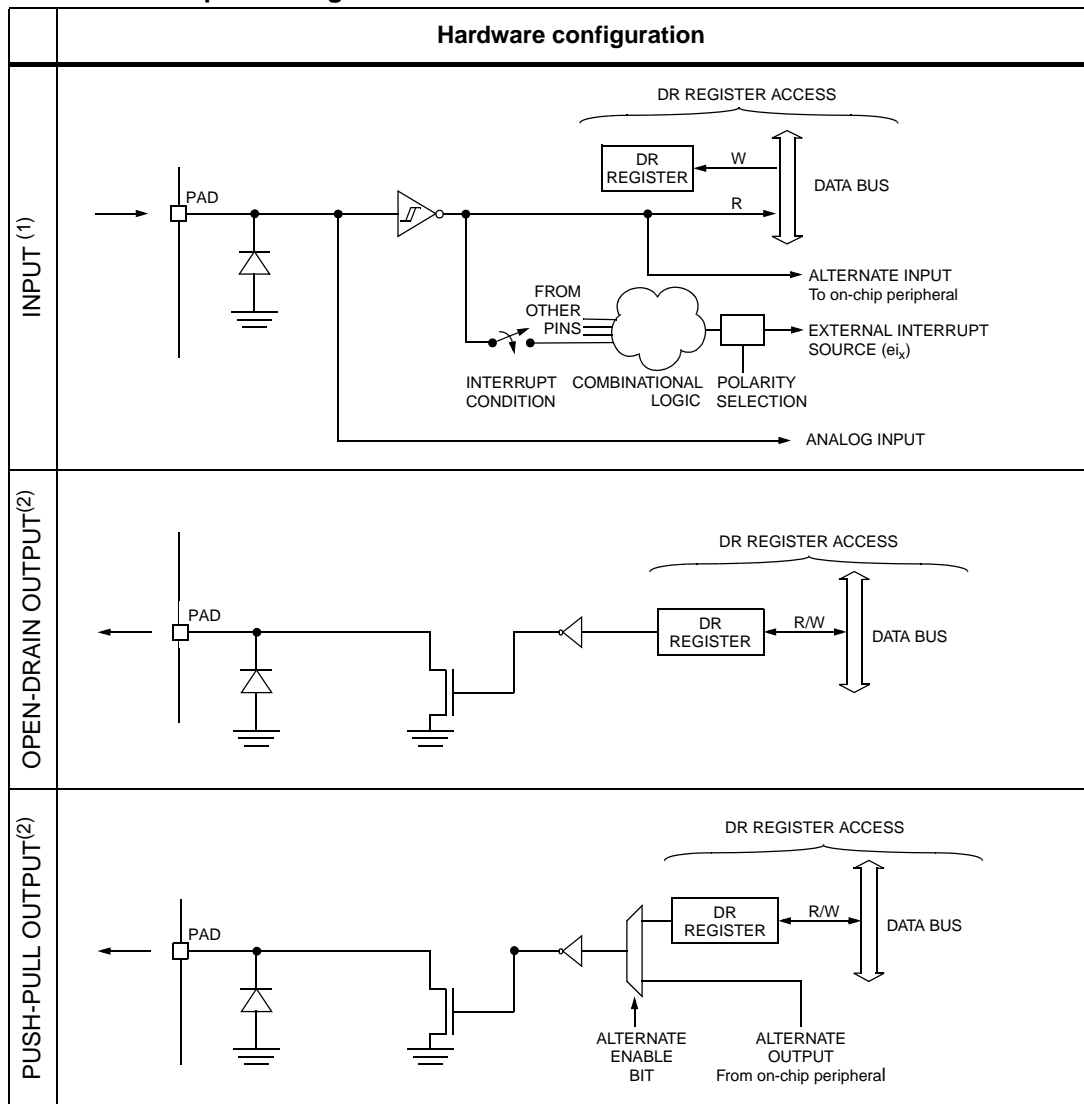 Hardware configuration
INPUT (1)
DR REGISTER ACCESS
DR
REGISTER
W
R
DATA BUS
PAD
ALTERNATE INPUT
To on-chip peripheral
FROM
OTHER
PINS
EXTERNAL INTERRUPT
SOURCE (eix)
INTERRUPT
CONDITION
COMBINATIONAL
LOGIC
POLARITY
SELECTION
ANALOG INPUT
OPEN-DRAIN OUTPUT(2)
DR REGISTER ACCESS
PAD
DR
REGISTER
R/W
DATA BUS
PUSH-PULL OUTPUT(2)
DR REGISTER ACCESS
PAD
DR
REGISTER
R/W
DATA BUS
ALTERNATE
ENABLE
BIT
ALTERNATE
OUTPUT
From on-chip peripheral